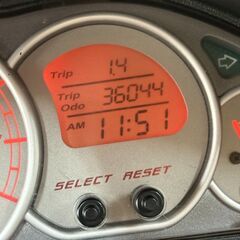 Trip 1.4
Trip
Odo 36044
AM 11:51
SELECT RESET